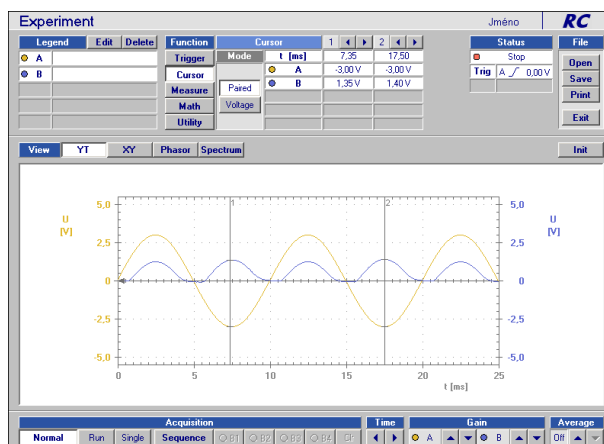 Experiment Jméno RC
Legend Edit Delete Function Cursor 1 2 Status File
A Trigger Mode t [ms] 7,35 17,50 Stop Open
B Cursor A -3,00 V -3,00 V Trig A 0,00 V Save
Measure Paired B 1,35 V 1,40 V Print
Math Voltage
Utility Exit
View YT XY Phasor Spectrum Init
1 2
5,0 5,0
U U
[V] [V]
2,5 2,5
0 0
-2,5 -2,5
-5,0 -5,0
0 5 10 15 20 25
t [ms]
Acquisition Time Gain Average
Normal Run Single Sequence B1 B2 B3 B4 A B Off